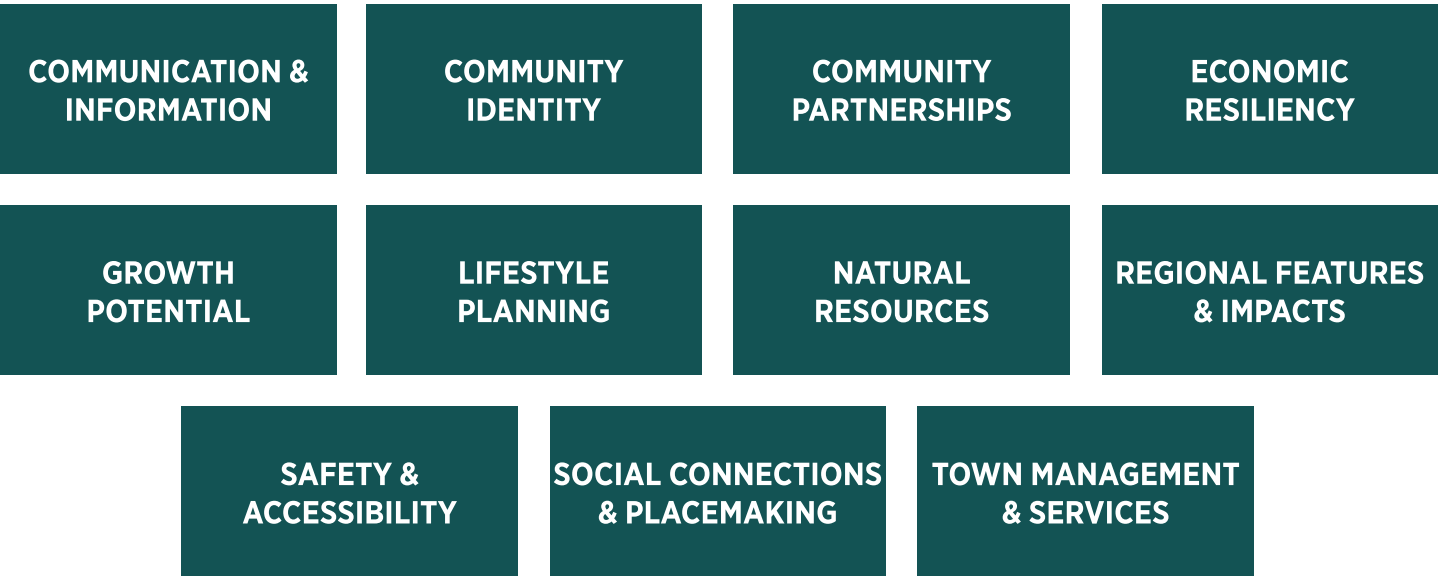 COMMUNICATION &
INFORMATION
COMMUNITY
IDENTITY
COMMUNITY
PARTNERSHIPS
ECONOMIC
RESILIENCY
GROWTH
POTENTIAL
LIFESTYLE
PLANNING
NATURAL
RESOURCES
REGIONAL FEATURES
& IMPACTS
SAFETY &
ACCESSIBILITY
SOCIAL CONNECTIONS
& PLACEMAKING
TOWN MANAGEMENT
& SERVICES